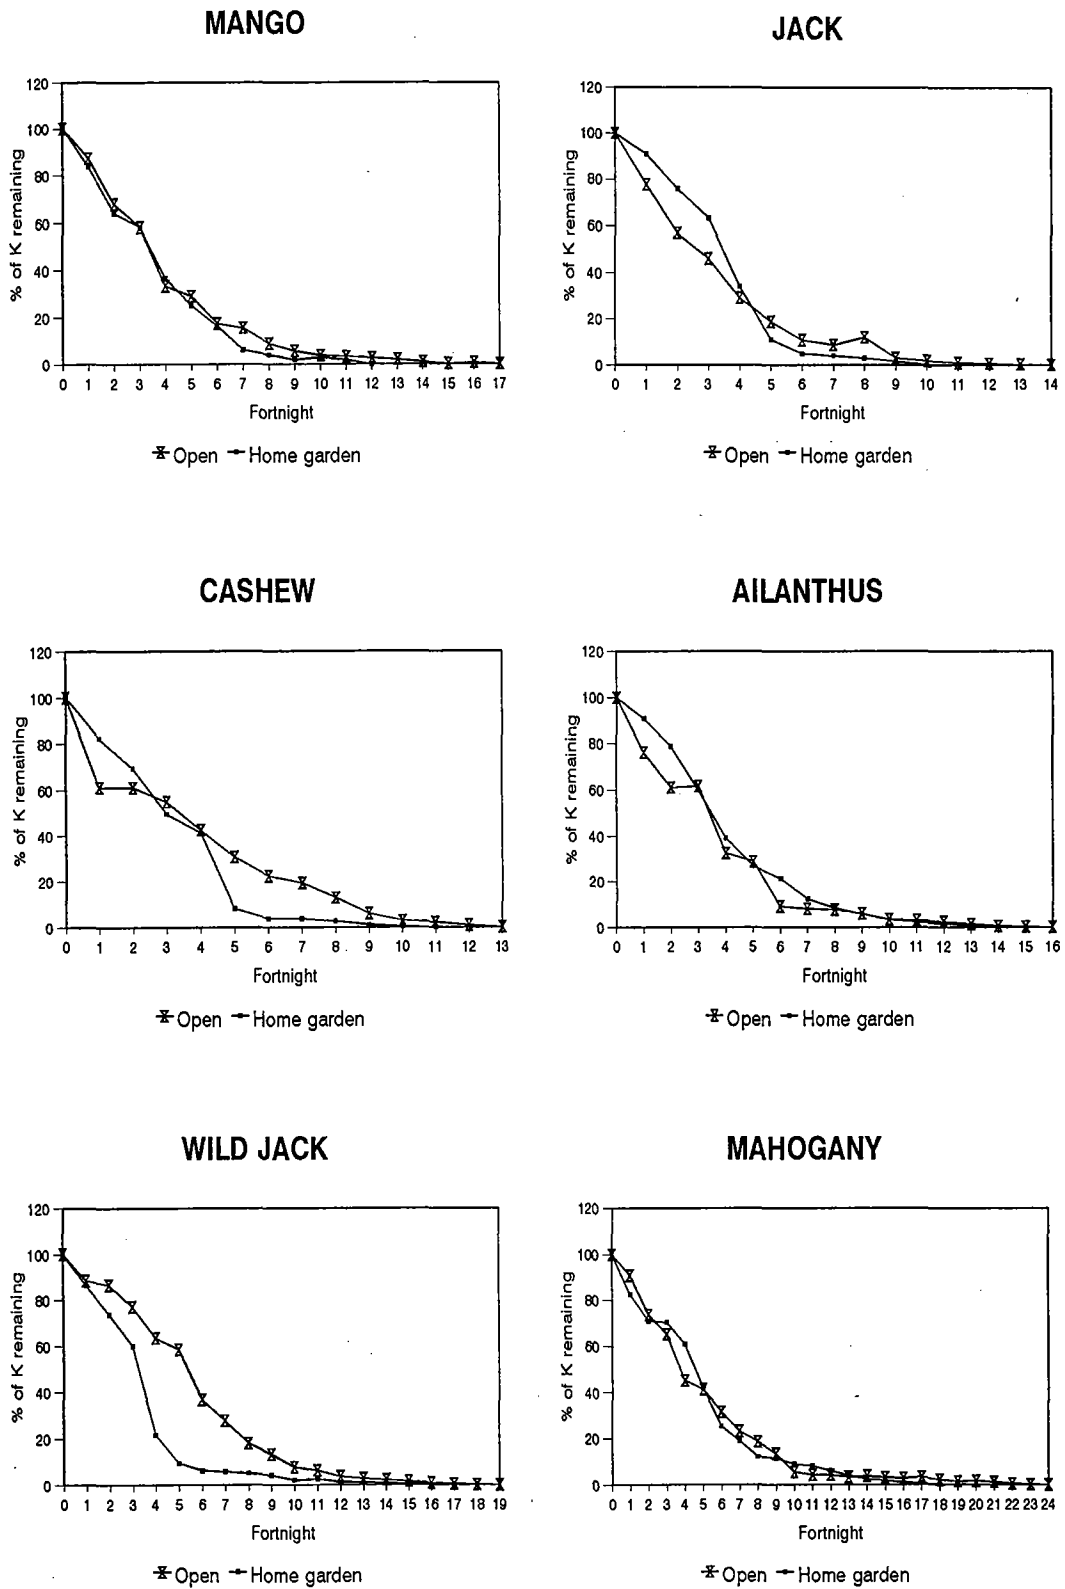 MANGO
% of K remaining
120
100
80
60
40
20
0
0 1 2 3 4 5 6 7 8 9 10 11 12 13 14 15 16 17
Fortnight
Open Home garden
JACK
% of K remaining
120
100
80
60
40
20
0
0 1 2 3 4 5 6 7 8 9 10 11 12 13 14
Fortnight
Open Home garden
CASHEW
% of K remaining
120
100
80
60
40
20
0
0 1 2 3 4 5 6 7 8 9 10 11 12 13
Fortnight
Open Home garden
AILANTHUS
% of K remaining
120
100
80
60
40
20
0
0 1 2 3 4 5 6 7 8 9 10 11 12 13 14 15 16
Fortnight
Open Home garden
WILD JACK
% of K remaining
120
100
80
60
40
20
0
0 1 2 3 4 5 6 7 8 9 10 11 12 13 14 15 16 17 18 19
Fortnight
Open Home garden
MAHOGANY
% of K remaining
120
100
80
60
40
20
0
0 1 2 3 4 5 6 7 8 9 10 11 12 13 14 15 16 17 18 19 20 21 22 23 24
Fortnight
Open Home garden